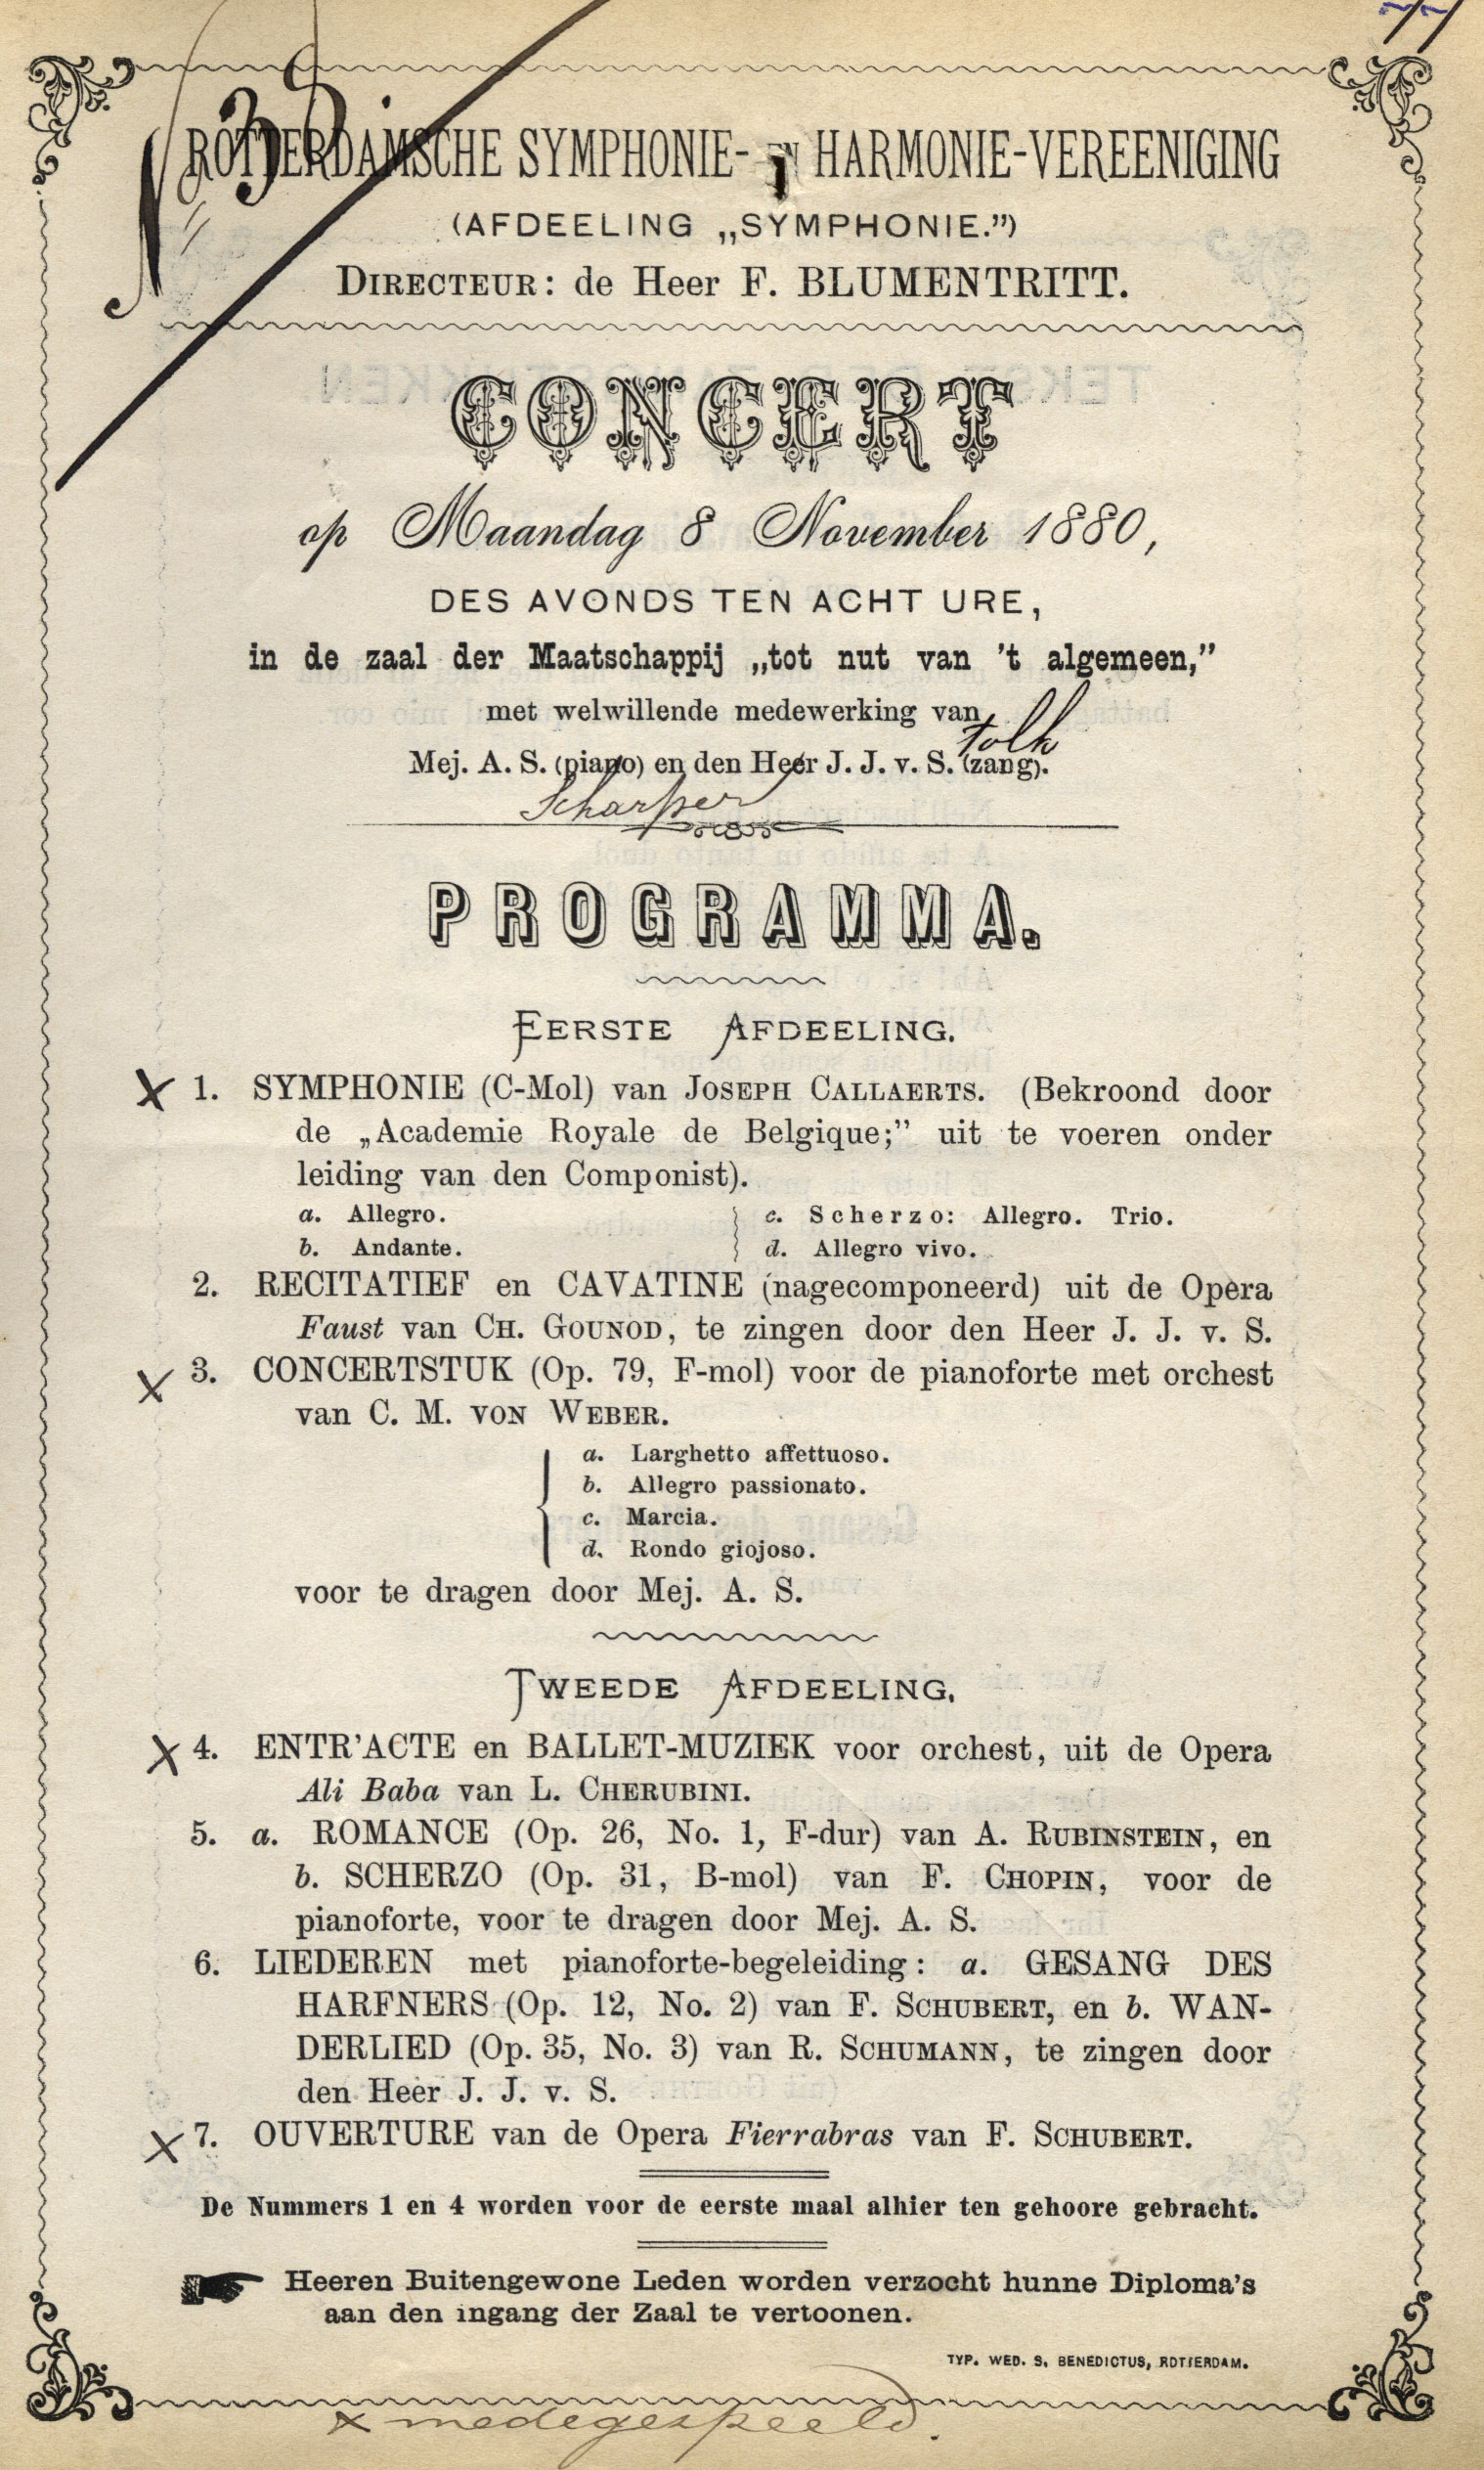 77
No 39.
ROTTERDAMSCHE SYMPHONIE- EN HARMONIE-VEREENIGING
(AFDEELING „SYMPHONIE.”)
DIRECTEUR: de Heer F. BLUMENTRITT.
CONCERT
op Maandag 8 November 1880,
DES AVONDS TEN ACHT URE,
in de zaal der Maatschappij „tot nut van 't algemeen,”
met welwillende medewerking van
Mej. A. S. (piano) en den Heer J. J. v. S. (zang).
Scharper
PROGRAMMA.
EERSTE AFDEELING.
X 1. SYMPHONIE (C-Mol) van JOSEPH CALLAERTS. (Bekroond door
de „Academie Royale de Belgique;” uit te voeren onder
leiding van den Componist).
a. Allegro. c. Scherzo: Allegro. Trio.
b. Andante. d. Allegro vivo.
2. RECITATIEF en CAVATINE (nagecomponeerd) uit de Opera
Faust van CH. GOUNOD, te zingen door den Heer J. J. v. S.
X 3. CONCERTSTUK (Op. 79, F-mol) voor de pianoforte met orchest
van C. M. VON WEBER.
a. Larghetto affettuoso.
b. Allegro passionato.
c. Marcia.
d. Rondo giojoso.
voor te dragen door Mej. A. S.
TWEEDE AFDEELING.
X 4. ENTR'ACTE en BALLET-MUZIEK voor orchest, uit de Opera
Ali Baba van L. CHERUBINI.
5. a. ROMANCE (Op. 26, No. 1, F-dur) van A. RUBINSTEIN, en
b. SCHERZO (Op. 31, B-mol) van F. CHOPIN, voor de
pianoforte, voor te dragen door Mej. A. S.
6. LIEDEREN met pianoforte-begeleiding: a. GESANG DES
HARFNERS (Op. 12, No. 2) van F. SCHUBERT, en b. WAN-
DERLIED (Op. 35, No. 3) van R. SCHUMANN, te zingen door
den Heer J. J. v. S.
X 7. OUVERTURE van de Opera Fierrabras van F. SCHUBERT.
De Nummers 1 en 4 worden voor de eerste maal alhier ten gehoore gebracht.
Heeren Buitengewone Leden worden verzocht hunne Diploma's
aan den ingang der Zaal te vertoonen.
TYP. WED. S. BENEDICTUS, ROTTERDAM.
x medegespeeld.